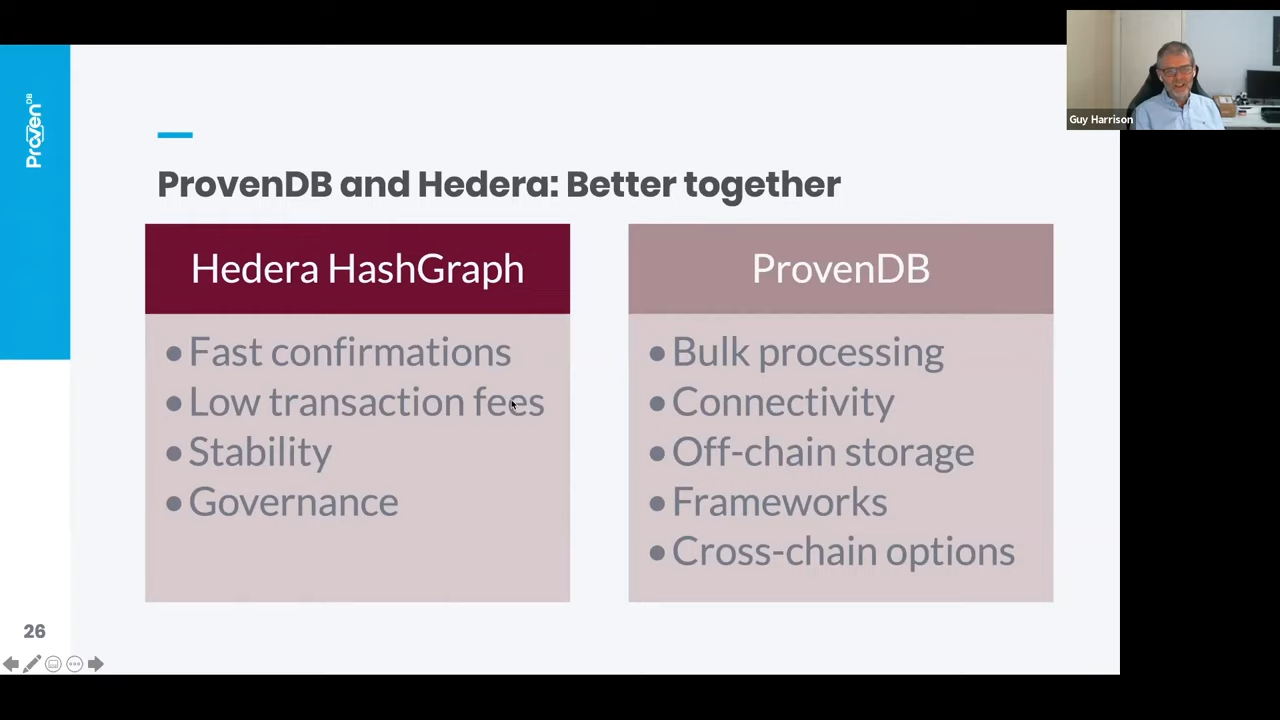 ProvenDB
Guy Harrison
ProvenDB and Hedera: Better together
Hedera HashGraph
• Fast confirmations
• Low transaction fees
• Stability
• Governance
ProvenDB
• Bulk processing
• Connectivity
• Off-chain storage
• Frameworks
• Cross-chain options
26